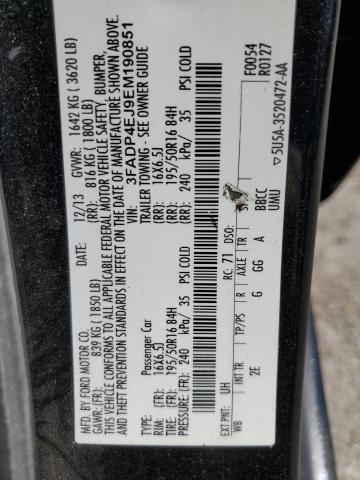 MFD. BY FORD MOTOR CO.
12/13
GVWR: 1642 KG ( 3620 LB)
GAWR: (FR): 839 KG ( 1850 LB)
(RR): 816 KG ( 1800 LB)
THIS VEHICLE CONFORMS TO ALL APPLICABLE FEDERAL MOTOR VEHICLE SAFETY, BUMPER,
AND THEFT PREVENTION STANDARDS IN EFFECT ON THE DATE OF MANUFACTURE SHOWN ABOVE.
VIN: 3FADP4EJ9EM190851
TYPE: Passenger Car
TRAILER TOWING - SEE OWNER GUIDE
RIM: (FR): 16X6.5J
(RR): 16X6.5J
TIRE: (FR): 195/50R16 84H
(RR): 195/50R16 84H
PRESSURE: (FR): 240 kPa/ 35 PSI COLD
(RR): 240 kPa/ 35 PSI COLD
F0054
R0127
EXT PNT: UH
RC: 71
DSO:
WB
INT TR
TP/PS
R
AXLE
TR
2E
G
GG
A
BBCC
UMU
5U5A-3520472-AA